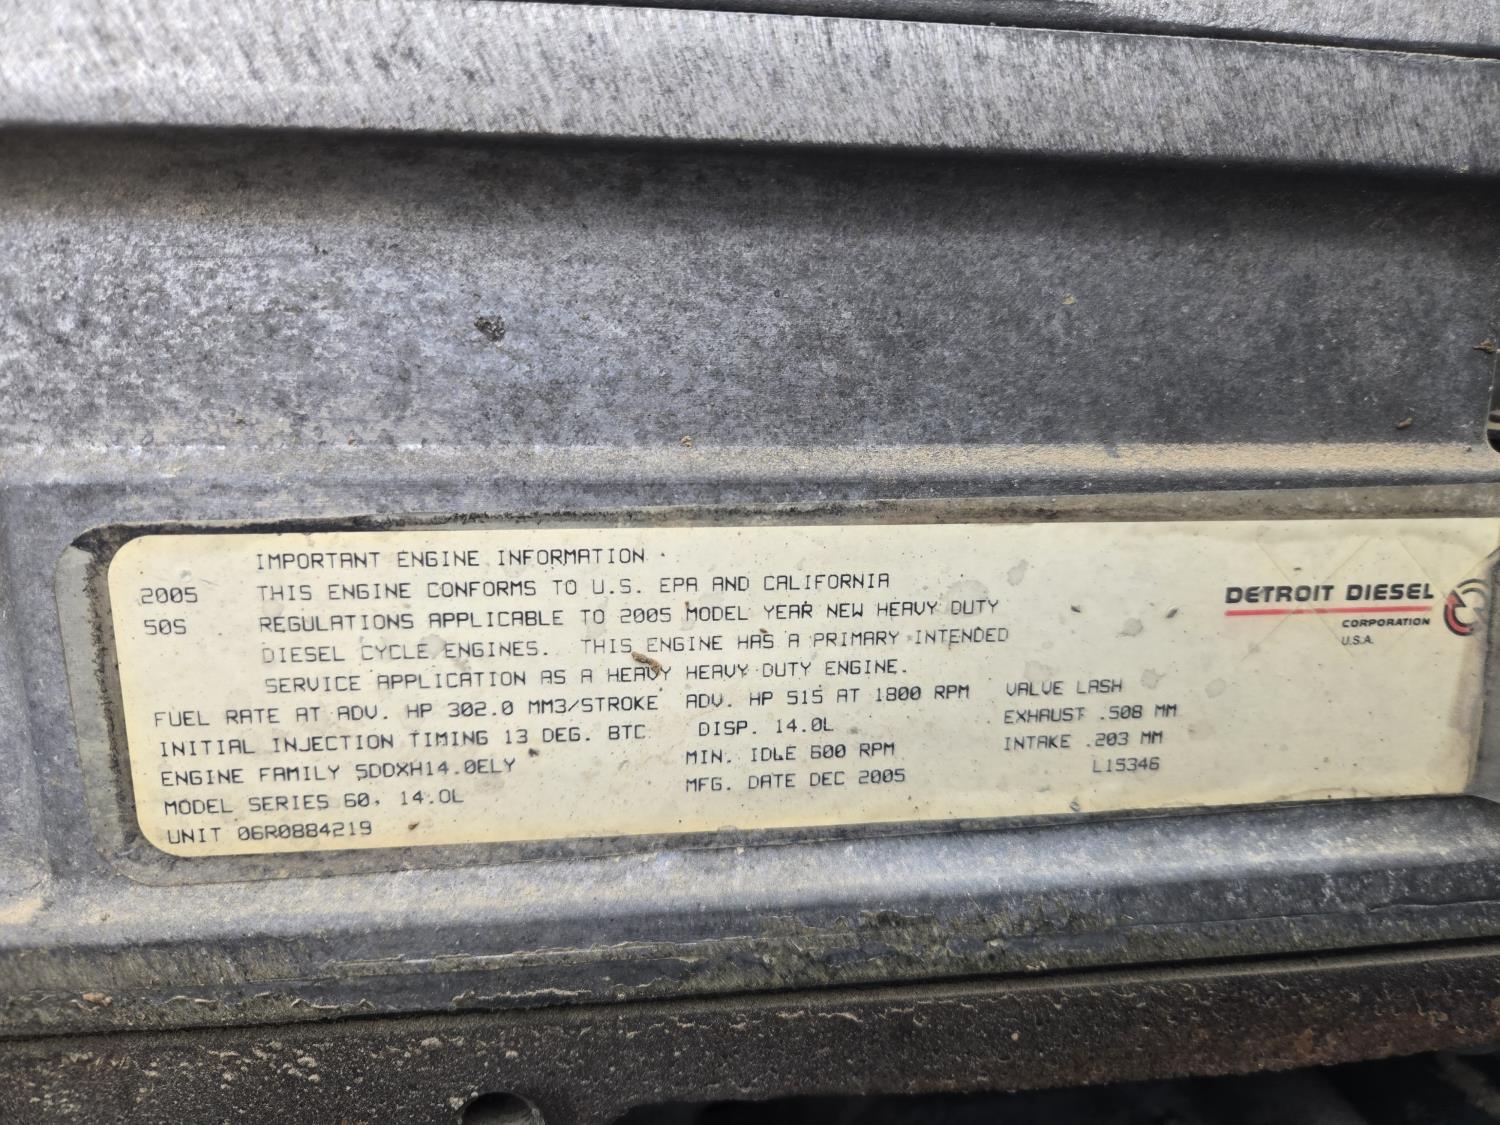 IMPORTANT ENGINE INFORMATION
2005 THIS ENGINE CONFORMS TO U.S. EPA AND CALIFORNIA
50S REGULATIONS APPLICABLE TO 2005 MODEL YEAR NEW HEAVY DUTY
DIESEL CYCLE ENGINES. THIS ENGINE HAS A PRIMARY INTENDED
SERVICE APPLICATION AS A HEAVY HEAVY DUTY ENGINE.
FUEL RATE AT ADV. HP 302.0 MM3/STROKE ADV. HP 515 AT 1800 RPM VALVE LASH
INITIAL INJECTION TIMING 13 DEG. BTC DISP. 14.0L EXHAUST .508 MM
ENGINE FAMILY 5DDXH14.0ELY MIN. IDLE 600 RPM INTAKE .203 MM
MODEL SERIES 60, 14.0L MFG. DATE DEC 2005 L15346
UNIT 06R0884219
DETROIT DIESEL
CORPORATION
U.S.A.